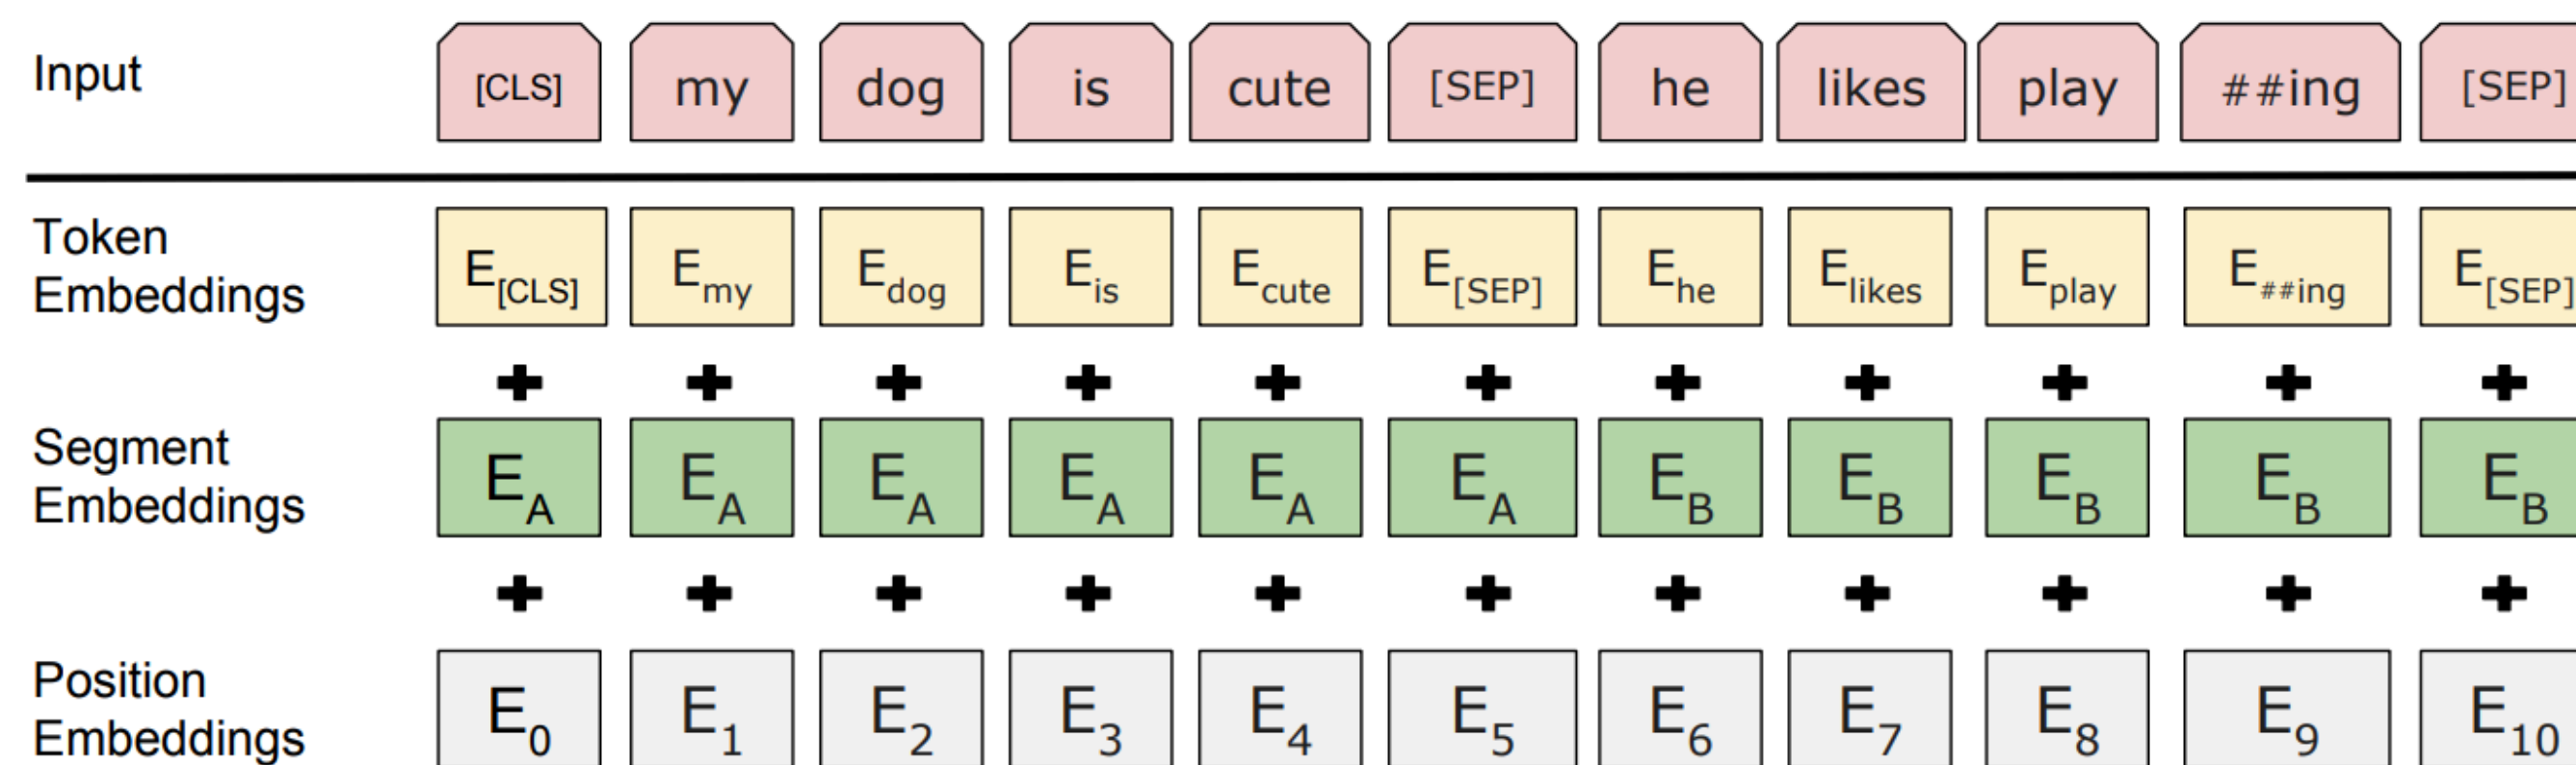 Input [CLS] my dog is cute [SEP] he likes play ##ing [SEP]
Token
Embeddings E[CLS] Emy Edog Eis Ecute E[SEP] Ehe Elikes Eplay E##ing E[SEP]
Segment
Embeddings EA EA EA EA EA EA EB EB EB EB EB
Position
Embeddings E0 E1 E2 E3 E4 E5 E6 E7 E8 E9 E10